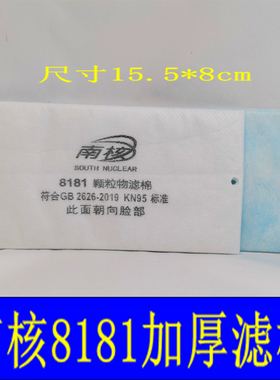 尺寸15.5*8cm
南核
SOUTH NUCLEAR
8181 颗粒物滤棉
符合GB 2626-2019 KN95 标准
此面朝向脸部
核8181加厚滤